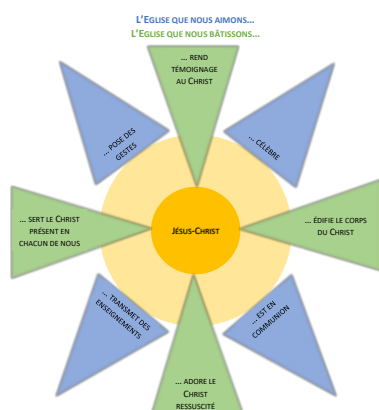 L'EGLISE QUE NOUS AIMONS...
L'EGLISE QUE NOUS BÂTISSONS...
... REND
TÉMOIGNAGE
AU CHRIST
... POSE DES
GESTES
... CÉLÈBRE
... SERT LE CHRIST
PRÉSENT EN
CHACUN DE NOUS
JÉSUS-CHRIST
... ÉDIFIE LE CORPS
DU CHRIST
... TRANSMET DES
ENSEIGNEMENTS
... EST EN
COMMUNION
... ADORE LE
CHRIST
RESSUSCITÉ